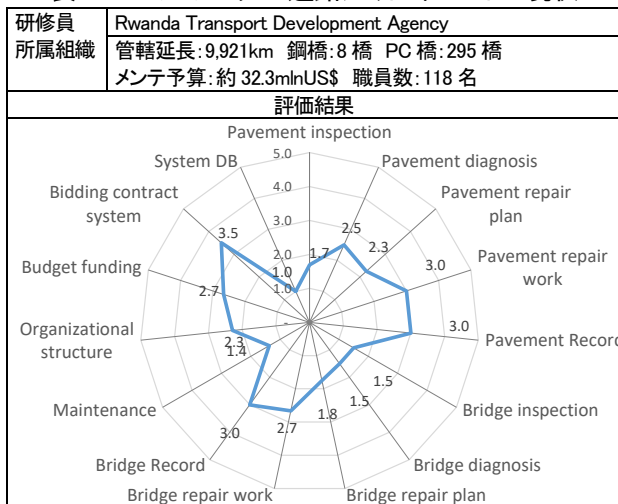 研修員
所属組織
Rwanda Transport Development Agency
管轄延長:9,921km 鋼橋:8 橋 PC 橋:295 橋
メンテ予算:約 32.3mlnUS$ 職員数:118 名
評価結果
Pavement inspection
System DB
5.0
Pavement diagnosis
4.0
Bidding contract
system
Pavement repair
plan
3.0
3.5
2.5
2.0
1.7
2.3
Budget funding
Pavement repair
work
1.0
3.0
1.0
2.7
-
Organizational
structure
2.3
3.0
Pavement Record
1.4
1.5
Maintenance
1.5
Bridge inspection
3.0
2.7
1.8
Bridge Record
Bridge diagnosis
Bridge repair work
Bridge repair plan